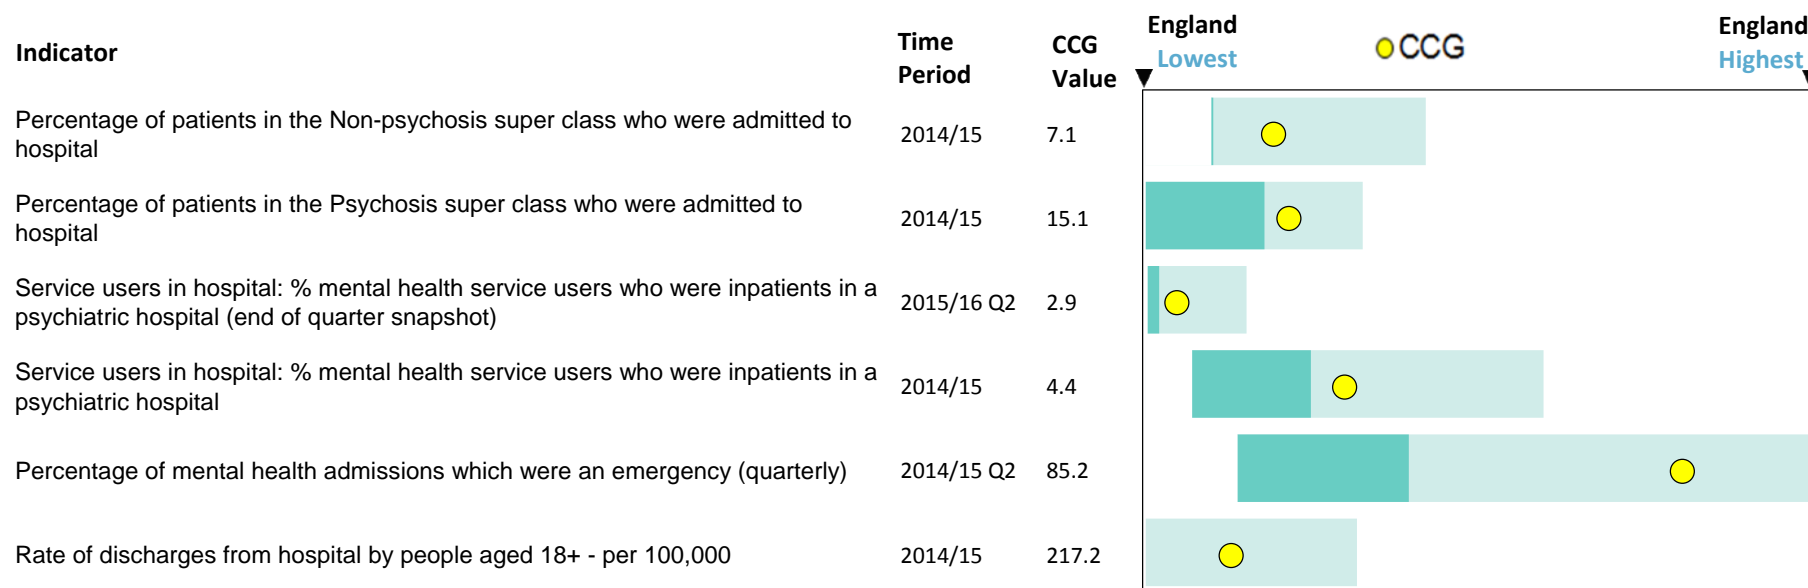 Indicator
Time
Period
CCG
Value
England
Lowest
CCG
England
Highest
Percentage of patients in the Non-psychosis super class who were admitted to
hospital
2014/15
7.1
Percentage of patients in the Psychosis super class who were admitted to
hospital
2014/15
15.1
Service users in hospital: % mental health service users who were inpatients in a
psychiatric hospital (end of quarter snapshot)
2015/16 Q2
2.9
Service users in hospital: % mental health service users who were inpatients in a
psychiatric hospital
2014/15
4.4
Percentage of mental health admissions which were an emergency (quarterly)
2014/15 Q2
85.2
Rate of discharges from hospital by people aged 18+ - per 100,000
2014/15
217.2